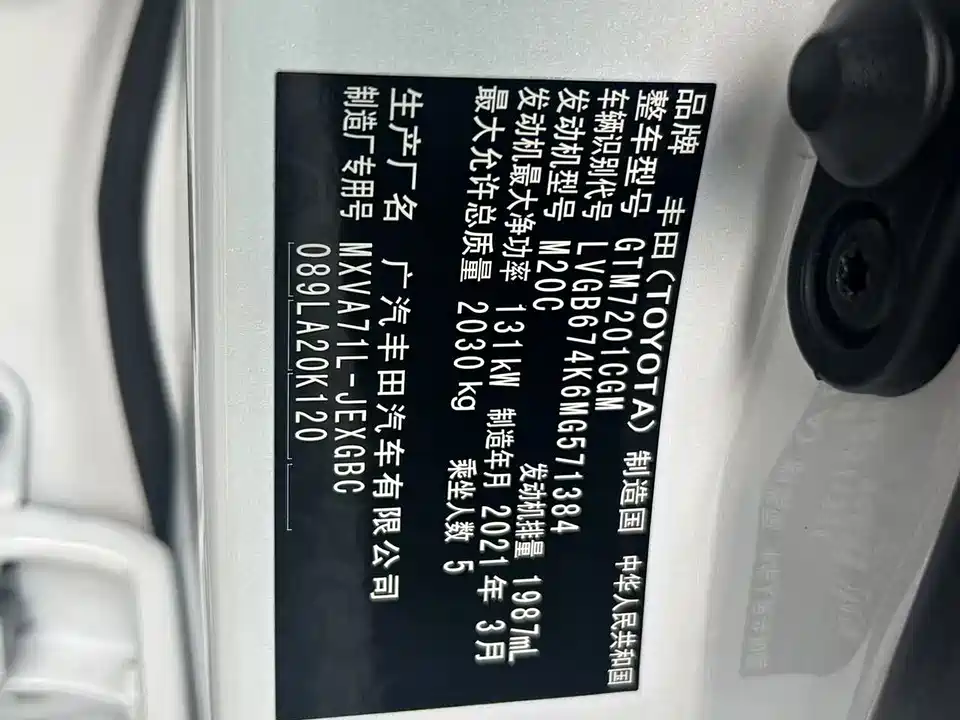 品牌 丰田(TOYOTA) 制造国 中华人民共和国
整车型号 GTM7201CGM
车辆识别代号 LVGB674K6MG571384
发动机型号 M20C 发动机排量 1987mL
发动机最大净功率 131kW 制造年月 2021年3月
最大允许总质量 2030kg 乘坐人数 5
生产厂名 广汽丰田汽车有限公司
制造厂专用号 MXVA71L-JEXGBC
089LA20K120